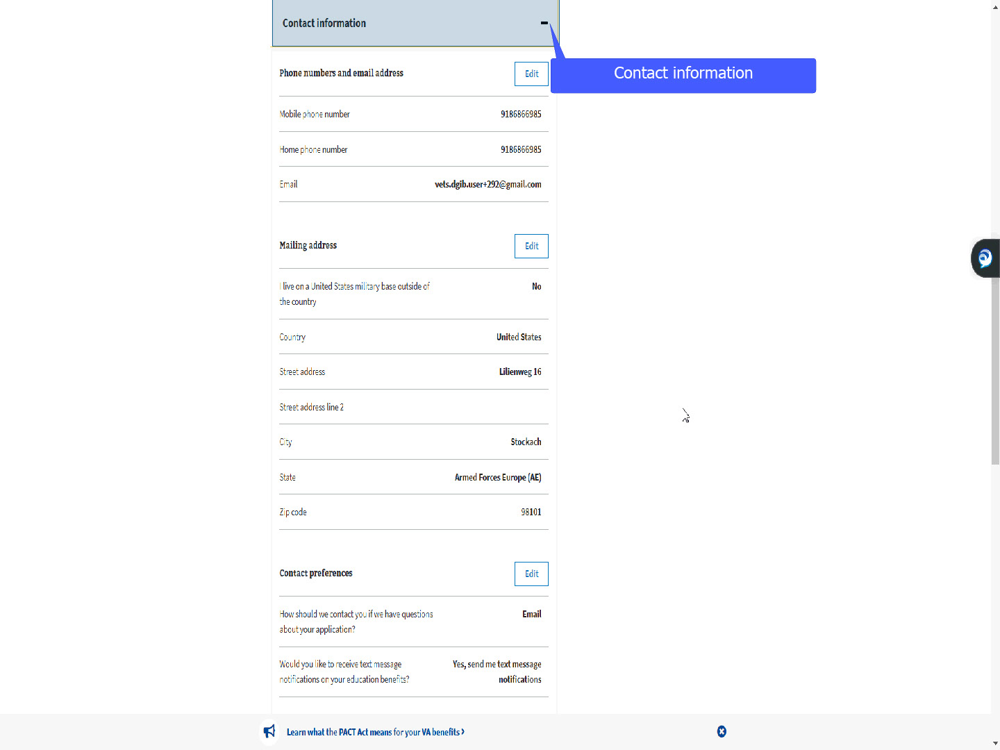 Contact information
Contact information
Phone numbers and email address
Edit
Mobile phone number 9186866985
Home phone number 9186866985
Email vets.dgib.user+292@gmail.com
Mailing address
Edit
I live on a United States military base outside of No
the country
Country United States
Street address Lilienweg 16
Street address line 2
City Stockach
State Armed Forces Europe (AE)
Zip code 98101
Contact preferences
Edit
How should we contact you if we have questions Email
about your application?
Would you like to receive text message Yes, send me text message
notifications on your education benefits? notifications
Learn what the PACT Act means for your VA benefits